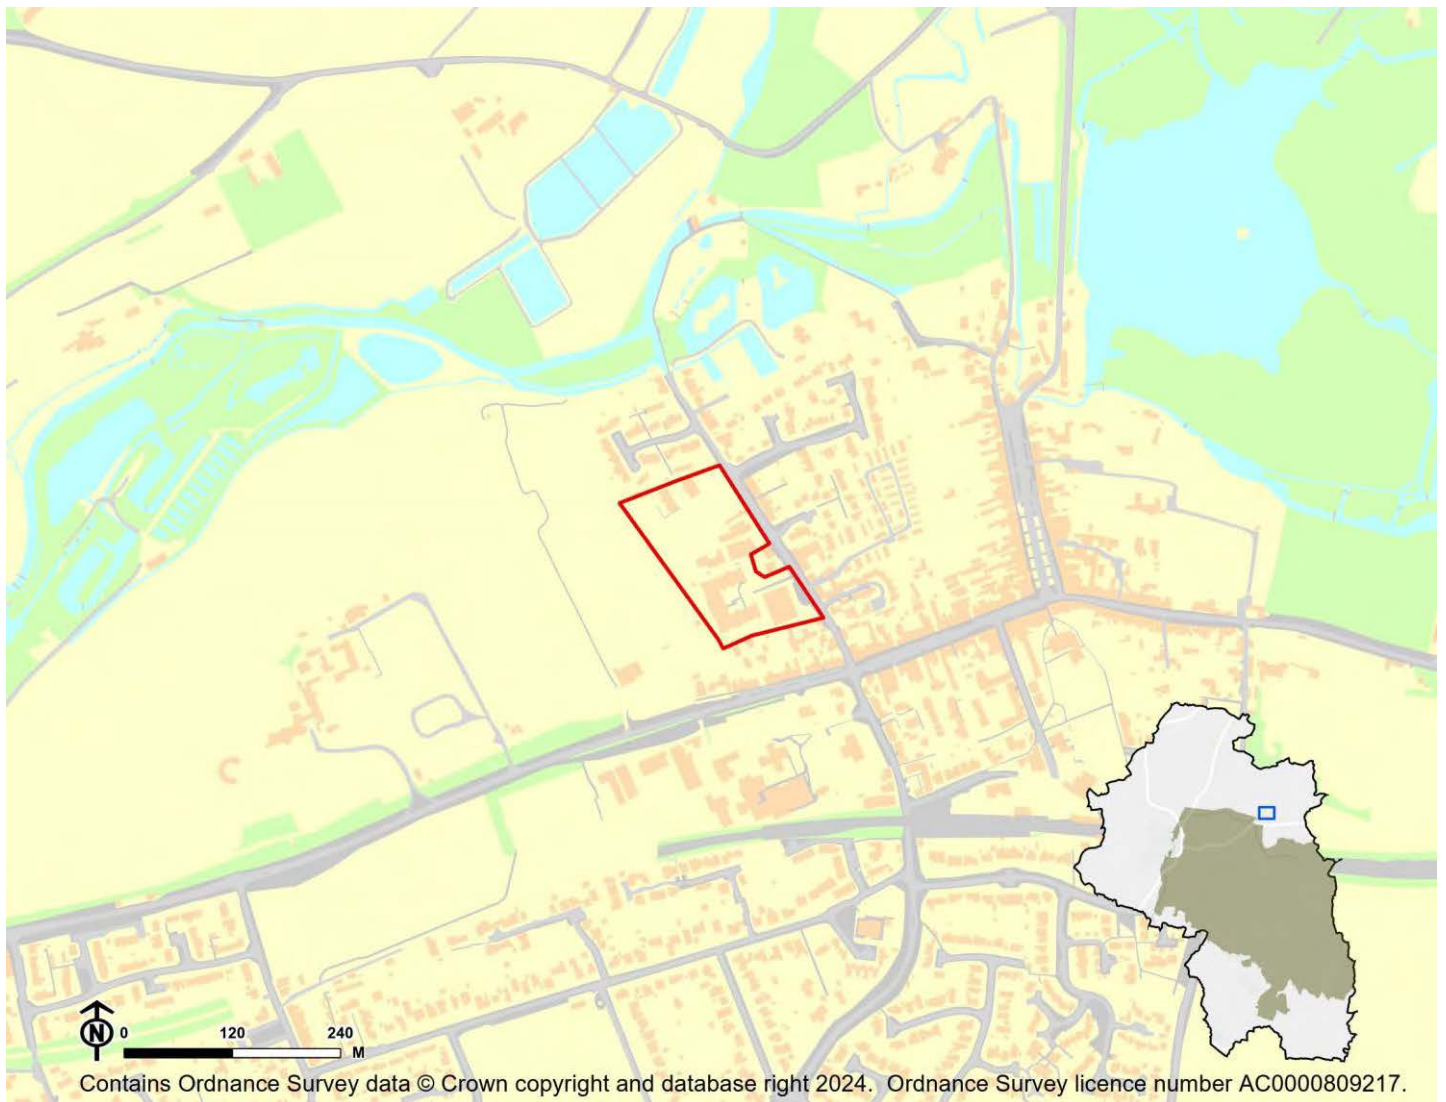 N
0 120 240
M
Contains Ordnance Survey data © Crown copyright and database right 2024. Ordnance Survey licence number AC0000809217.